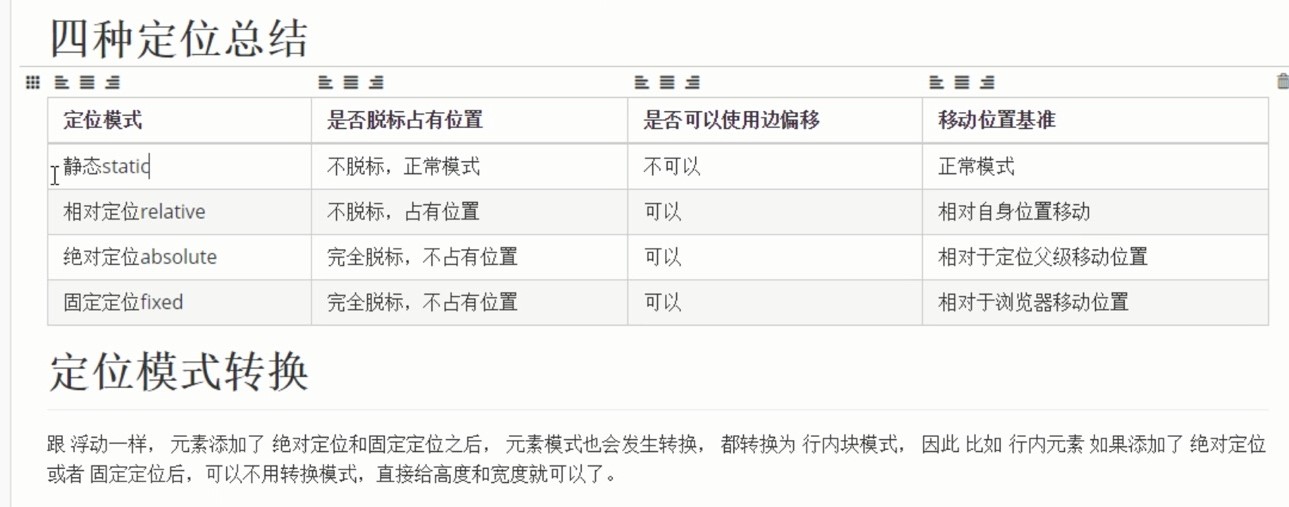 四种定位总结
定位模式 是否脱标占有位置 是否可以使用边偏移 移动位置基准
静态static 不脱标，正常模式 不可以 正常模式
相对定位relative 不脱标，占有位置 可以 相对自身位置移动
绝对定位absolute 完全脱标，不占有位置 可以 相对于定位父级移动位置
固定定位fixed 完全脱标，不占有位置 可以 相对于浏览器移动位置
定位模式转换
跟 浮动一样， 元素添加了 绝对定位和固定定位之后， 元素模式也会发生转换， 都转换为 行内块模式， 因此 比如 行内元素 如果添加了 绝对定位
或者 固定定位后，可以不用转换模式，直接给高度和宽度就可以了。